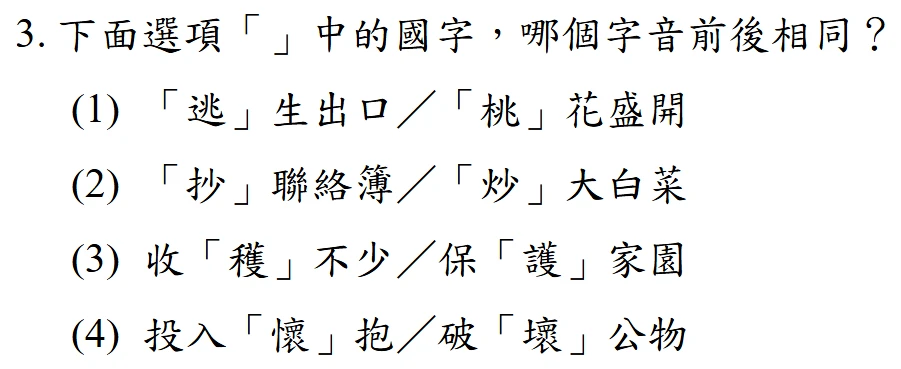 3. 下面選項「」中的國字,哪個字音前後相同?
(1) 「逃」生出口/「桃」花盛開
(2) 「抄」聯絡簿/「炒」大白菜
(3) 收「穫」不少/保「護」家園
(4) 投入「懷」抱/破「壞」公物